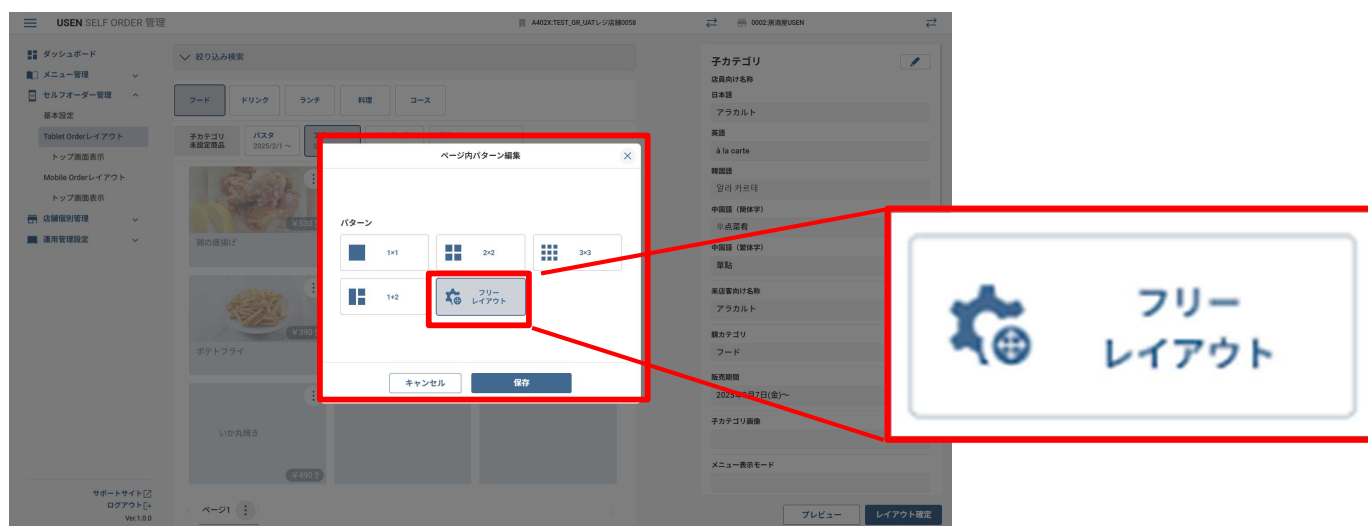 USEN SELF ORDER 管理
A402X:TEST_GR_UATレジ店舗0058
0002:居酒屋USEN
ダッシュボード
メニュー管理
セルフオーダー管理
基本設定
Tablet Orderレイアウト
トップ画面表示
Mobile Orderレイアウト
トップ画面表示
店舗個別管理
運用管理設定
サポートサイト
ログアウト
Ver.1.0.0
絞り込み検索
フード
ドリンク
ランチ
料理
コース
子カテゴリ
未設定商品
パスタ
2025/2/1 ~
¥530
鶏の唐揚げ
¥390
ポテトフライ
いか丸焼き
¥490
ページ1
ページ内パターン編集
パターン
1×1
2×2
3×3
1+2
フリー
レイアウト
キャンセル
保存
子カテゴリ
店員向け名称
日本語
アラカルト
英語
à la carte
韓国語
알라 카르테
中国語（簡体字）
单点菜肴
中国語（繁体字）
單點
来店客向け名称
アラカルト
親カテゴリ
フード
販売期間
子カテゴリ画像
メニュー表示モード
プレビュー
レイアウト確定
フリー
レイアウト